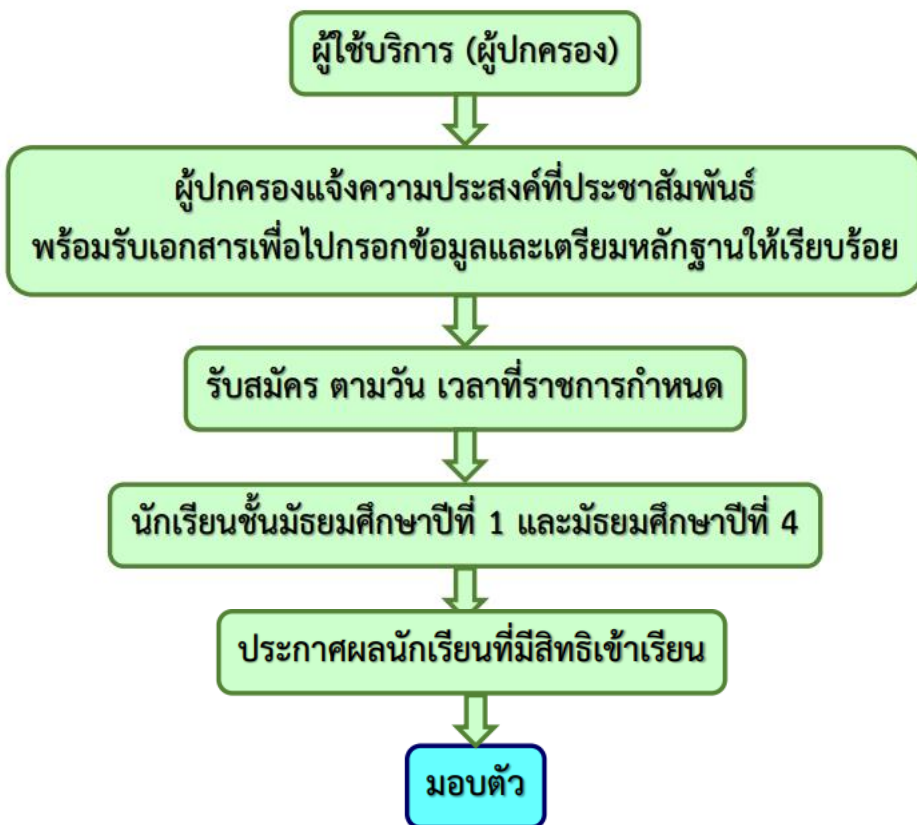 ผู้ใช้บริการ (ผู้ปกครอง)
ผู้ปกครองแจ้งความประสงค์ที่ประชาสัมพันธ์
พร้อมรับเอกสารเพื่อไปกรอกข้อมูลและเตรียมหลักฐานให้เรียบร้อย
รับสมัคร ตามวัน เวลาที่ราชการกำหนด
นักเรียนชั้นมัธยมศึกษาปีที่ 1 และมัธยมศึกษาปีที่ 4
ประกาศผลนักเรียนที่มีสิทธิเข้าเรียน
มอบตัว